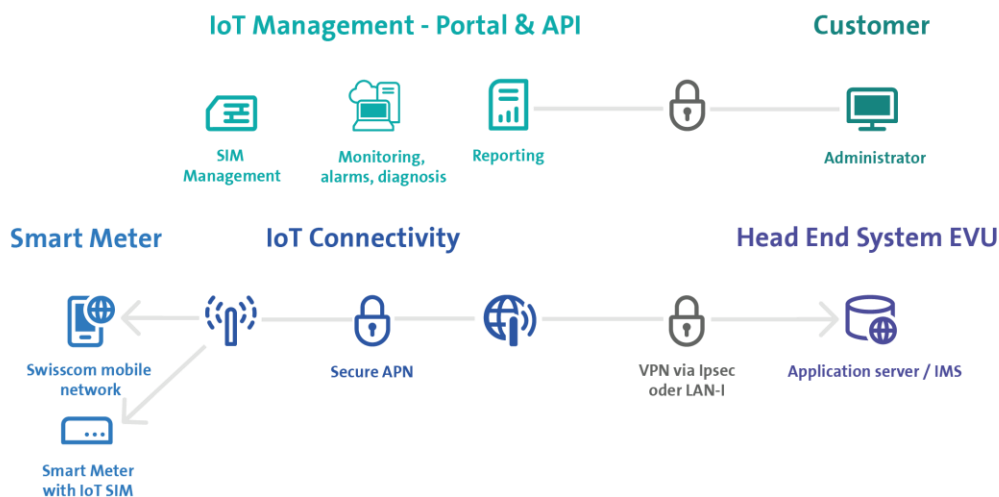 IoT Management - Portal & API
Customer
SIM
Management
Monitoring,
alarms, diagnosis
Reporting
Administrator
Smart Meter
IoT Connectivity
Head End System EVU
Swisscom mobile
network
Secure APN
VPN via Ipsec
oder LAN-I
Application server / IMS
Smart Meter
with IoT SIM